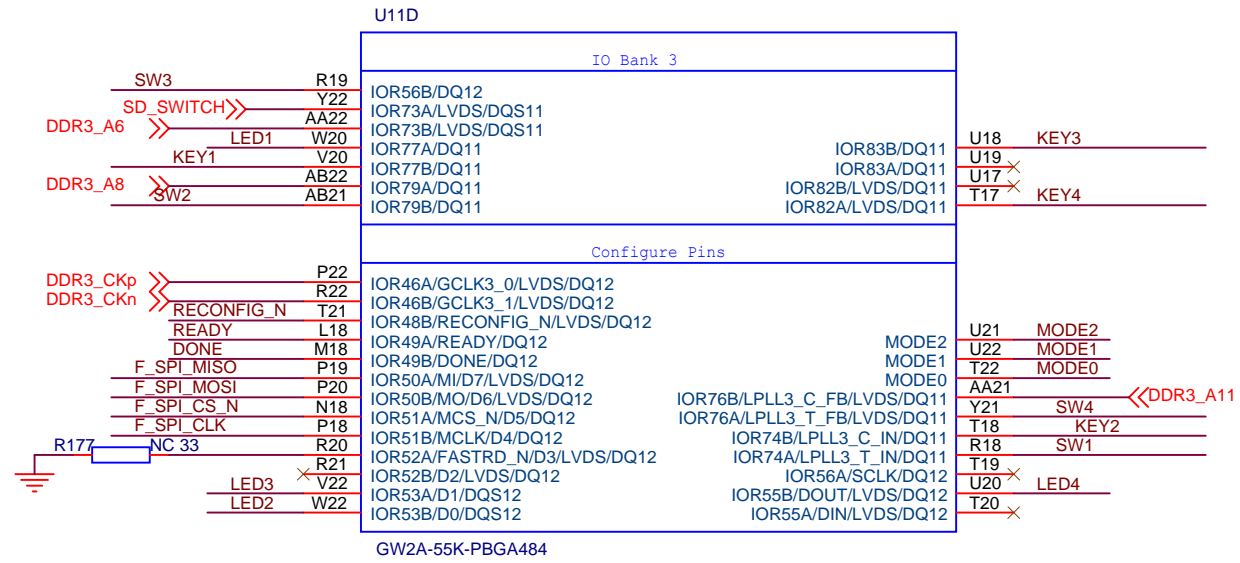 U11D
IO Bank 3
SW3 R19 IOR56B/DQ12
SD_SWITCH Y22 IOR73A/LVDS/DQS11
DDR3_A6 AA22 IOR73B/LVDS/DQS11
LED1 W20 IOR77A/DQ11 IOR83B/DQ11 U18 KEY3
KEY1 V20 IOR77B/DQ11 IOR83A/DQ11 U19
DDR3_A8 AB22 IOR79A/DQ11 IOR82B/LVDS/DQ11 U17
SW2 AB21 IOR79B/DQ11 IOR82A/LVDS/DQ11 T17 KEY4
Configure Pins
DDR3_CKp P22 IOR46A/GCLK3_0/LVDS/DQ12
DDR3_CKn R22 IOR46B/GCLK3_1/LVDS/DQ12
RECONFIG_N T21 IOR48B/RECONFIG_N/LVDS/DQ12
READY L18 IOR49A/READY/DQ12 MODE2 U21 MODE2
DONE M18 IOR49B/DONE/DQ12 MODE1 U22 MODE1
F_SPI_MISO P19 IOR50A/MI/D7/LVDS/DQ12 MODE0 T22 MODE0
F_SPI_MOSI P20 IOR50B/MO/D6/LVDS/DQ12 IOR76B/LPLL3_C_FB/LVDS/DQ11 AA21 DDR3_A11
F_SPI_CS_N N18 IOR51A/MCS_N/D5/DQ12 IOR76A/LPLL3_T_FB/LVDS/DQ11 Y21 SW4
F_SPI_CLK P18 IOR51B/MCLK/D4/DQ12 IOR74B/LPLL3_C_IN/DQ11 T18 KEY2
R177 NC 33 R20 IOR52A/FASTRD_N/D3/LVDS/DQ12 IOR74A/LPLL3_T_IN/DQ11 R18 SW1
R21 IOR52B/D2/LVDS/DQ12 IOR56A/SCLK/DQ12 T19
LED3 V22 IOR53A/D1/DQS12 IOR55B/DOUT/LVDS/DQ12 U20 LED4
LED2 W22 IOR53B/D0/DQS12 IOR55A/DIN/LVDS/DQ12 T20
GW2A-55K-PBGA484